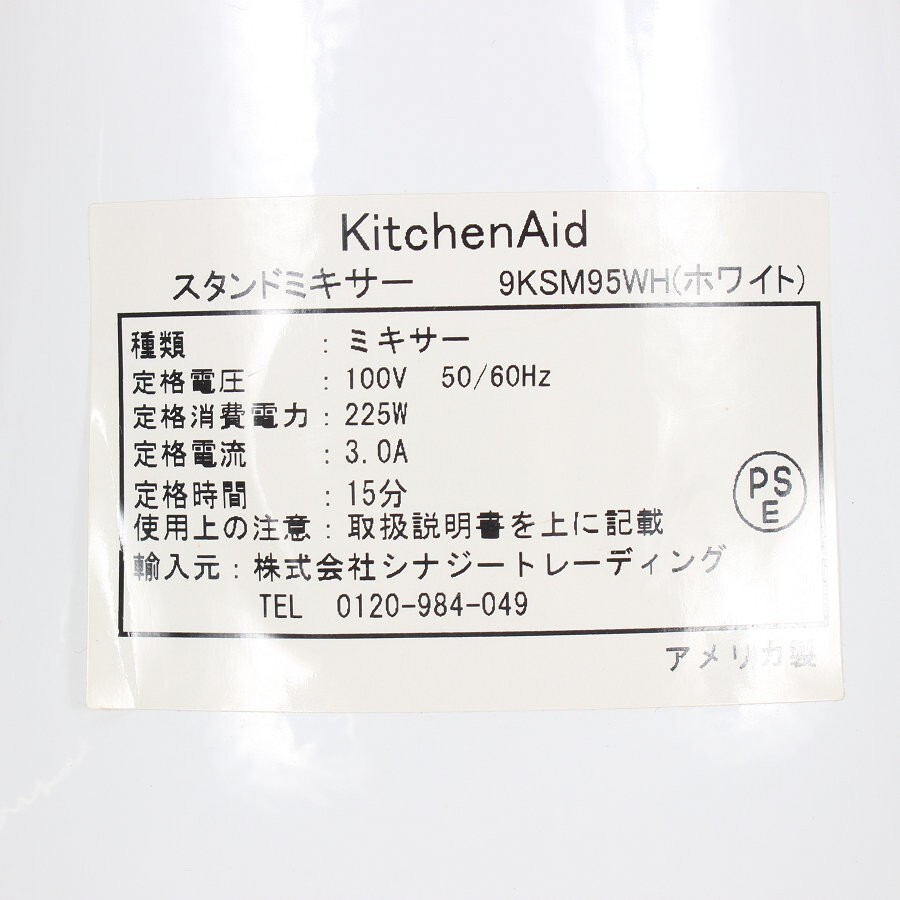 KitchenAid
スタンドミキサー 9KSM95WH(ホワイト)
種類 : ミキサー
定格電圧 : 100V 50/60Hz
定格消費電力 : 225W
定格電流 : 3.0A
定格時間 : 15分
使用上の注意 : 取扱説明書を上に記載
輸入元 : 株式会社シナジートレーディング
TEL 0120-984-049
PS
E
アメリカ製